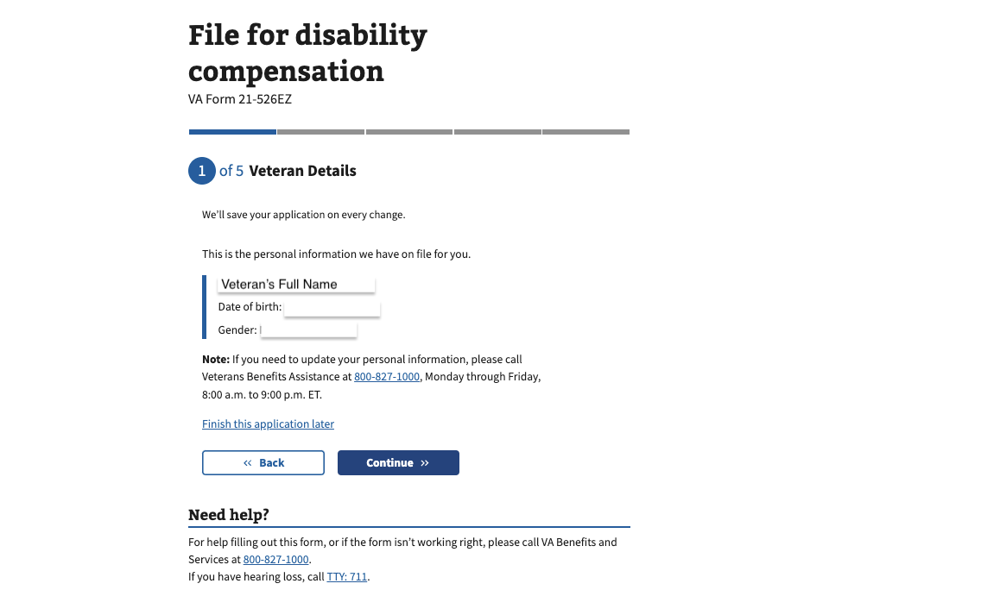 File for disability
compensation
VA Form 21-526EZ
1 of 5 Veteran Details
We'll save your application on every change.
This is the personal information we have on file for you.
Veteran's Full Name
Date of birth:
Gender:
Note: If you need to update your personal information, please call
Veterans Benefits Assistance at 800-827-1000, Monday through Friday,
8:00 a.m. to 9:00 p.m. ET.
Finish this application later
« Back
Continue »
Need help?
For help filling out this form, or if the form isn't working right, please call VA Benefits and
Services at 800-827-1000.
If you have hearing loss, call TTY: 711.